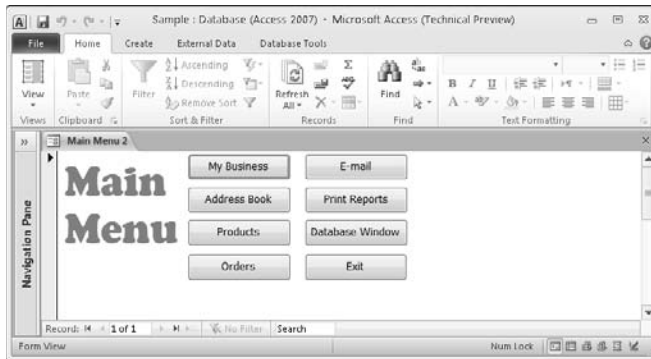 Sample : Database (Access 2007) - Microsoft Access (Technical Preview)
File Home Create External Data Database Tools
View
Paste
Filter
Ascending
Descending
Remove Sort
Refresh All
Find
B I U
A
Views Clipboard Sort & Filter Records Find Text Formatting
Main Menu 2
Navigation Pane
Main
Menu
My Business E-mail
Address Book Print Reports
Products Database Window
Orders Exit
Record: 1 of 1 No Filter Search
Form View Num Lock